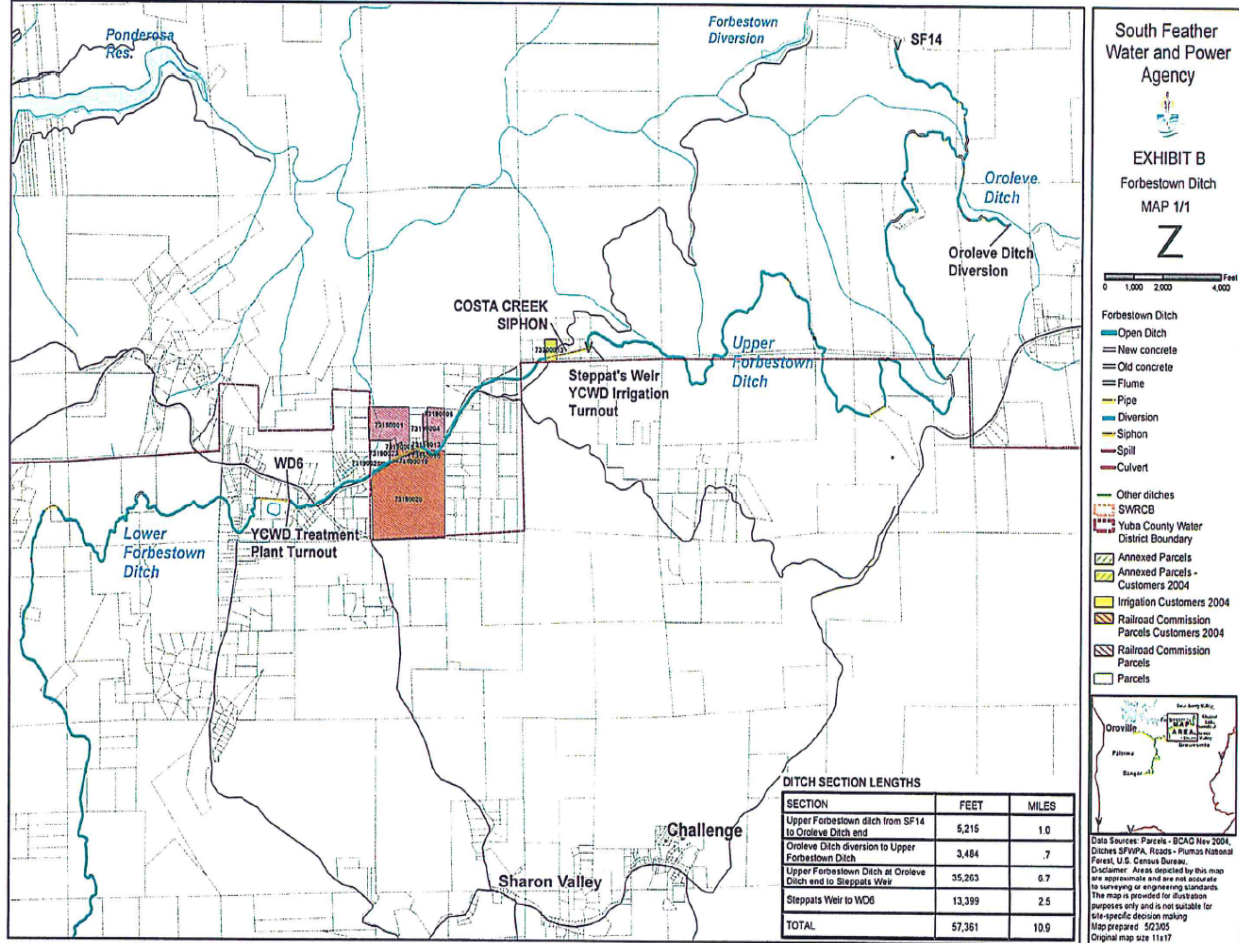 Ponderosa
Res.
Forbestown
Diversion
SF14
Oroleve
Ditch
Oroleve Ditch
Diversion
COSTA CREEK
SIPHON
Steppat's Weir
YCWD Irrigation
Turnout
Upper
Forbestown
Ditch
73190001
73190004
73190020
WD6
YCWD Treatment
Plant Turnout
Lower
Forbestown
Ditch
Challenge
Sharon Valley
DITCH SECTION LENGTHS
SECTION FEET MILES
Upper Forbestown ditch from SF14
to Oroleve Ditch end 5,215 1.0
Oroleve Ditch diversion to Upper
Forbestown Ditch 3,484 .7
Upper Forbestown Ditch at Oroleve
Ditch end to Steppats Weir 35,263 6.7
Steppats Weir to WD6 13,399 2.5
TOTAL 57,361 10.9
South Feather
Water and Power
Agency
EXHIBIT B
Forbestown Ditch
MAP 1/1
Z
0 1,000 2,000 4,000 Feet
Forbestown Ditch
Open Ditch
New concrete
Old concrete
Flume
Pipe
Diversion
Siphon
Spill
Culvert
Other ditches
SWRCB
Yuba County Water
District Boundary
Annexed Parcels
Annexed Parcels -
Customers 2004
Irrigation Customers 2004
Railroad Commission
Parcels Customers 2004
Railroad Commission
Parcels
Parcels
Oroville
MAP
AREA
Palermo
Bangor
Data Sources: Parcels - BCAG Nov 2004,
Ditches SFWPA, Roads - Plumas National
Forest, U.S. Census Bureau.
Disclaimer: Areas depicted by this map
are approximate and are not accurate
to surveying or engineering standards.
The map is provided for illustration
purposes only and is not suitable for
site-specific decision making
Map prepared 5/23/05
Original map size 11x17